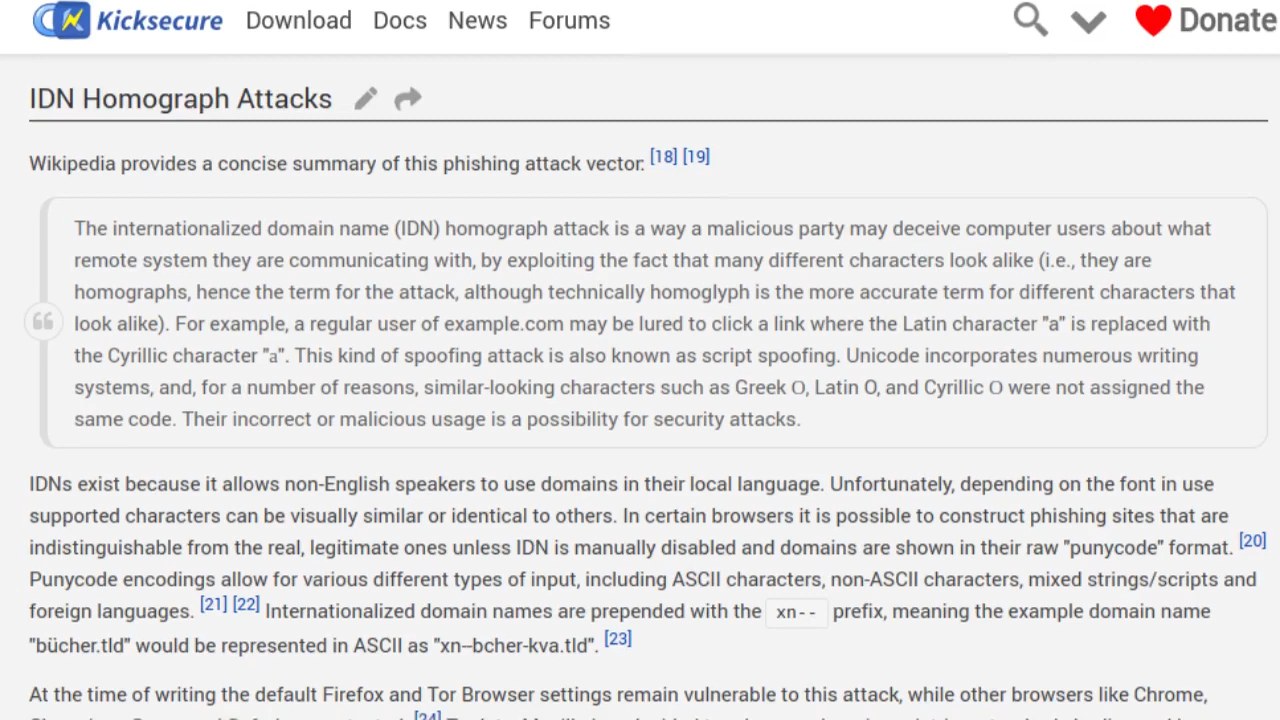 Kicksecure Download Docs News Forums Donate
IDN Homograph Attacks
Wikipedia provides a concise summary of this phishing attack vector: [18] [19]
The internationalized domain name (IDN) homograph attack is a way a malicious party may deceive computer users about what
remote system they are communicating with, by exploiting the fact that many different characters look alike (i.e., they are
homographs, hence the term for the attack, although technically homoglyph is the more accurate term for different characters that
look alike). For example, a regular user of example.com may be lured to click a link where the Latin character "a" is replaced with
the Cyrillic character "а". This kind of spoofing attack is also known as script spoofing. Unicode incorporates numerous writing
systems, and, for a number of reasons, similar-looking characters such as Greek Ο, Latin O, and Cyrillic О were not assigned the
same code. Their incorrect or malicious usage is a possibility for security attacks.
IDNs exist because it allows non-English speakers to use domains in their local language. Unfortunately, depending on the font in use
supported characters can be visually similar or identical to others. In certain browsers it is possible to construct phishing sites that are
indistinguishable from the real, legitimate ones unless IDN is manually disabled and domains are shown in their raw "punycode" format. [20]
Punycode encodings allow for various different types of input, including ASCII characters, non-ASCII characters, mixed strings/scripts and
foreign languages. [21] [22] Internationalized domain names are prepended with the xn-- prefix, meaning the example domain name
"bücher.tld" would be represented in ASCII as "xn–bcher-kva.tld". [23]
At the time of writing the default Firefox and Tor Browser settings remain vulnerable to this attack, while other browsers like Chrome,
[24]